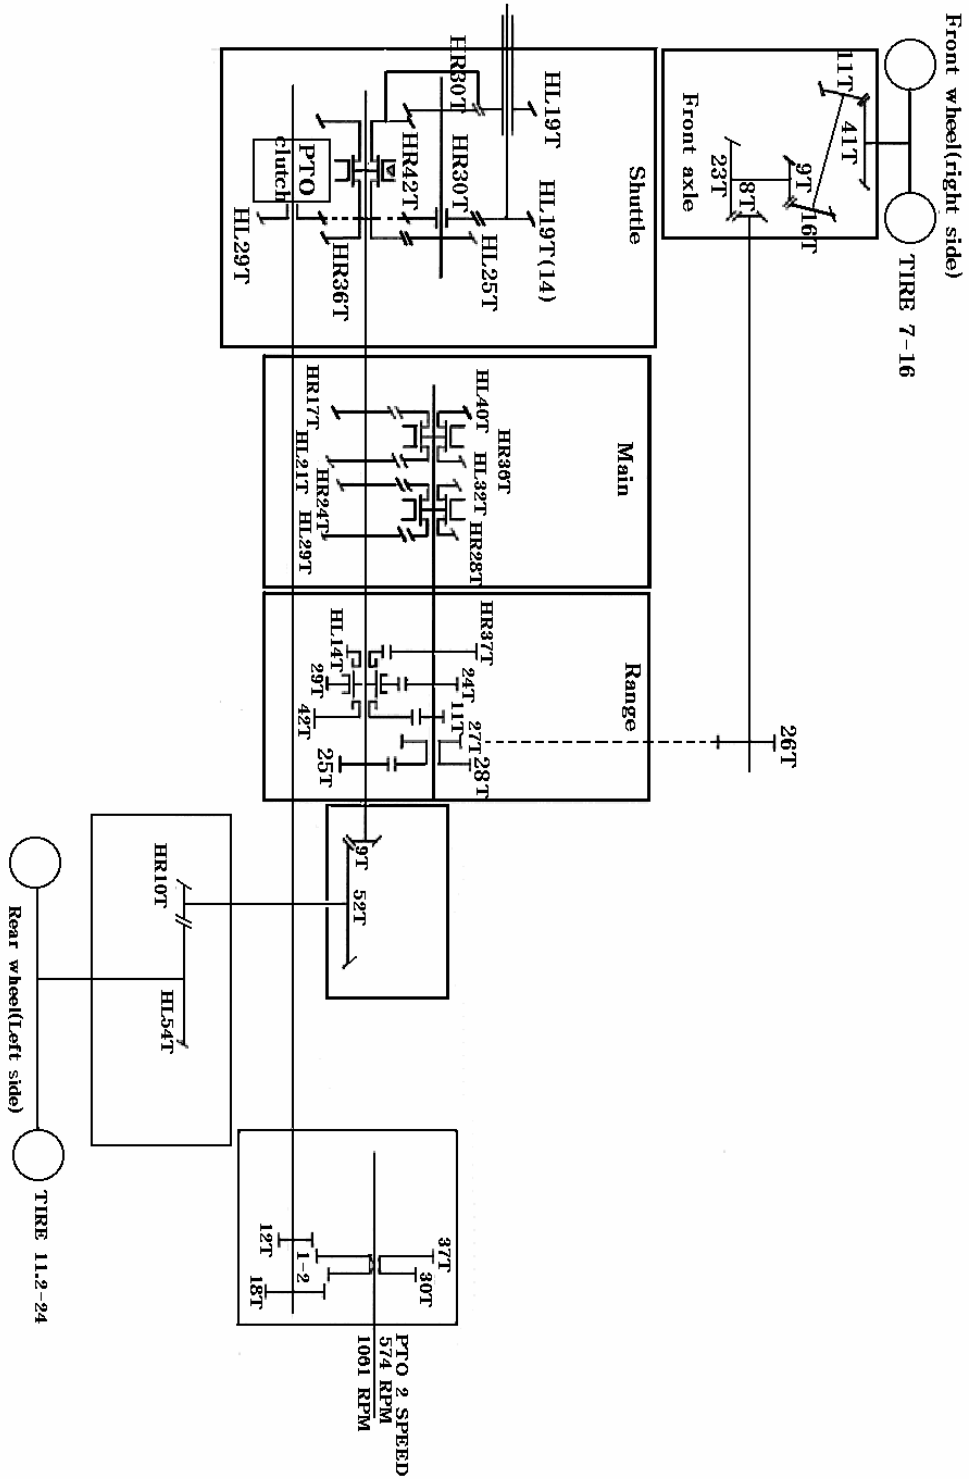 Front wheel(right side)
TIRE 7-16
11T
41T
Front axle
9T
16T
8T
23T
HR30T
HL19T
HL19T(14)
Shuttle
HR42T
HR30T
HL25T
PTO
clutch
HL29T
HR36T
Main
HR17T
HL40T
HR36T
HL32T
HR28T
HL21T
HR24T
HL29T
Range
HR37T
24T
11T
27T
28T
HL14T
29T
42T
25T
26T
9T
52T
HR10T
HL54T
Rear wheel(Left side)
TIRE 11.2-24
37T
30T
12T
1-2
18T
PTO 2 SPEED
574 RPM
1061 RPM